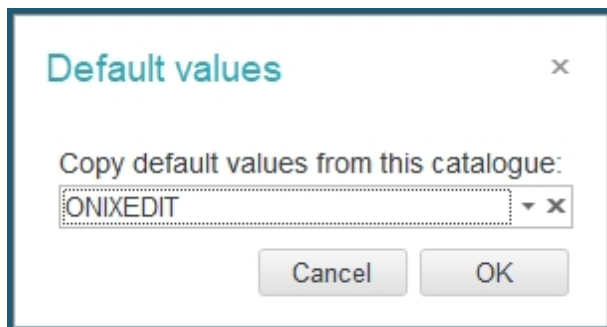 Default values
Copy default values from this catalogue:
ONIXEDIT
Cancel OK